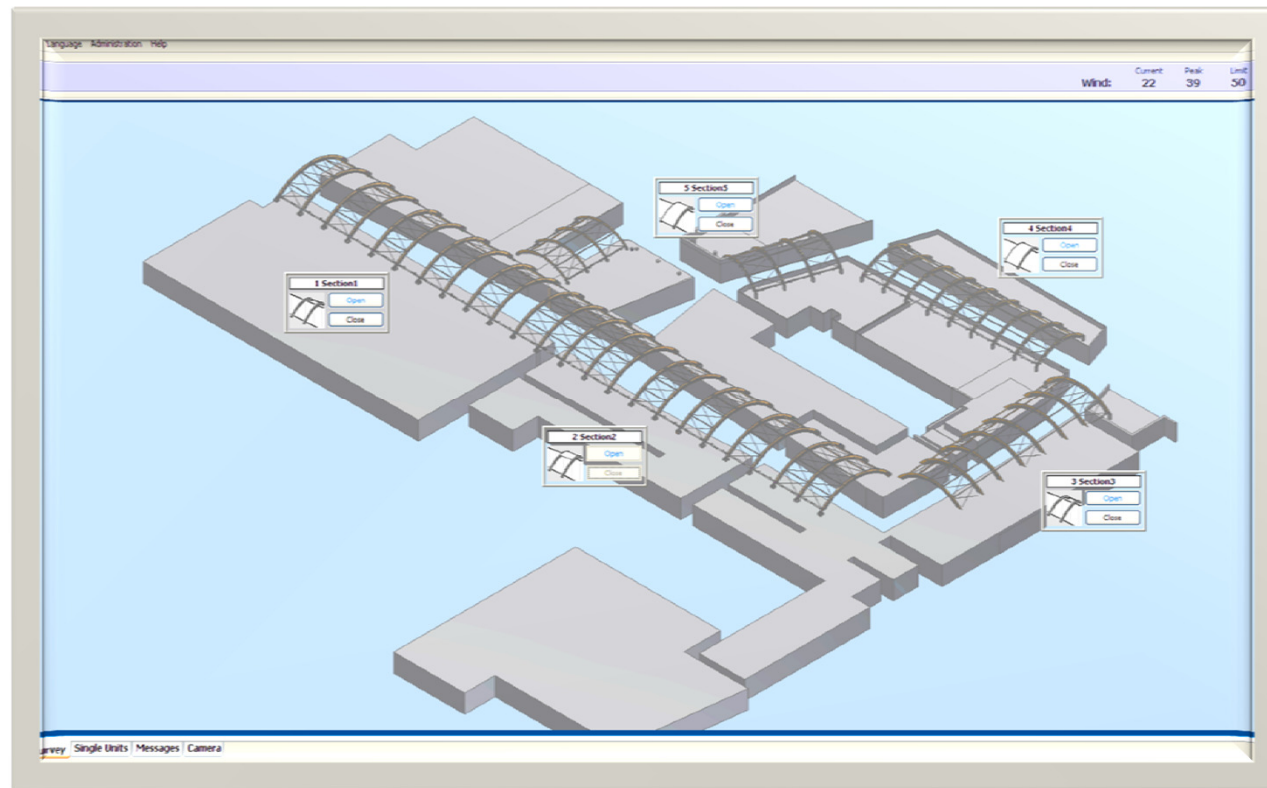 Language Administration Help
Current Peak Limit
Wind: 22 39 50
5 Section5
Open
Close
4 Section4
Open
Close
1 Section1
Open
Close
2 Section2
Open
Close
3 Section3
Open
Close
urvey Single Units Messages Camera